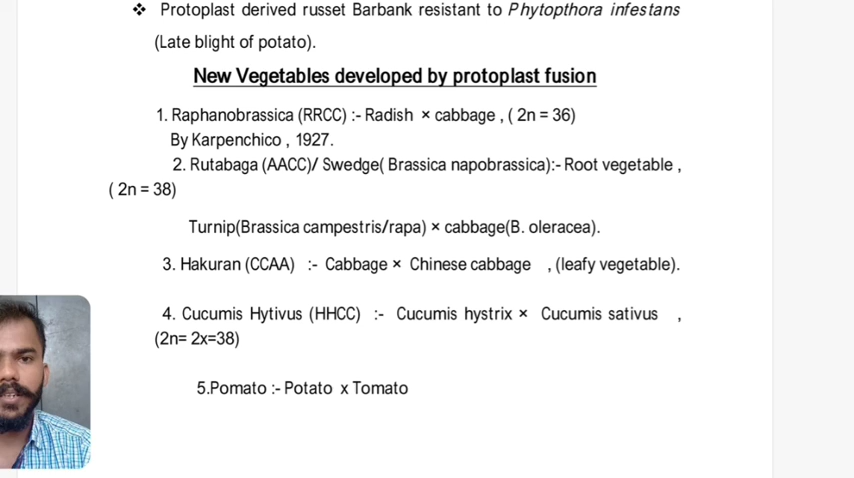 ❖ Protoplast derived russet Barbank resistant to Phytopthora infestans
(Late blight of potato).
New Vegetables developed by protoplast fusion
1. Raphanobrassica (RRCC) :- Radish × cabbage , ( 2n = 36)
By Karpenchico , 1927.
2. Rutabaga (AACC)/ Swedge( Brassica napobrassica):- Root vegetable ,
( 2n = 38)
Turnip(Brassica campestris/rapa) × cabbage(B. oleracea).
3. Hakuran (CCAA) :- Cabbage × Chinese cabbage , (leafy vegetable).
4. Cucumis Hytivus (HHCC) :- Cucumis hystrix × Cucumis sativus ,
(2n= 2x=38)
5.Pomato :- Potato x Tomato